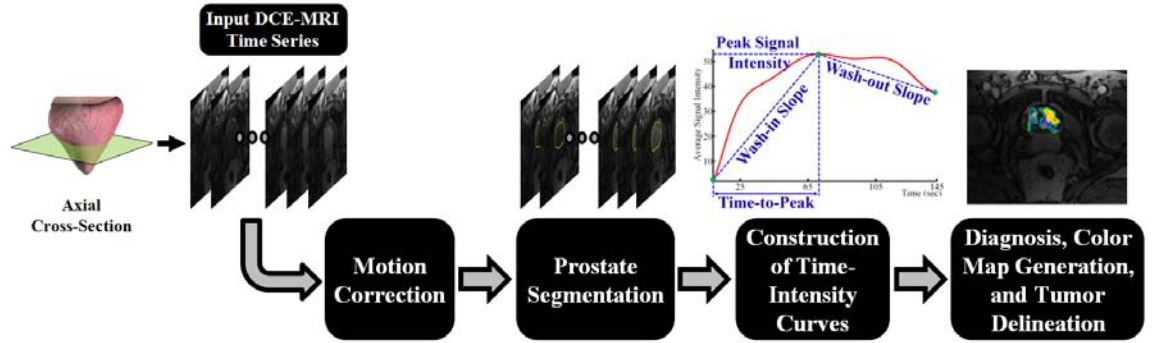 Input DCE-MRI
Time Series
Axial
Cross-Section
Peak Signal
Intensity
Wash-in Slope
Wash-out Slope
Average Signal Intensity
50
40
30
20
10
25
65
105
145
Time (sec)
Time-to-Peak
Motion
Correction
Prostate
Segmentation
Construction
of Time-
Intensity
Curves
Diagnosis, Color
Map Generation,
and Tumor
Delineation